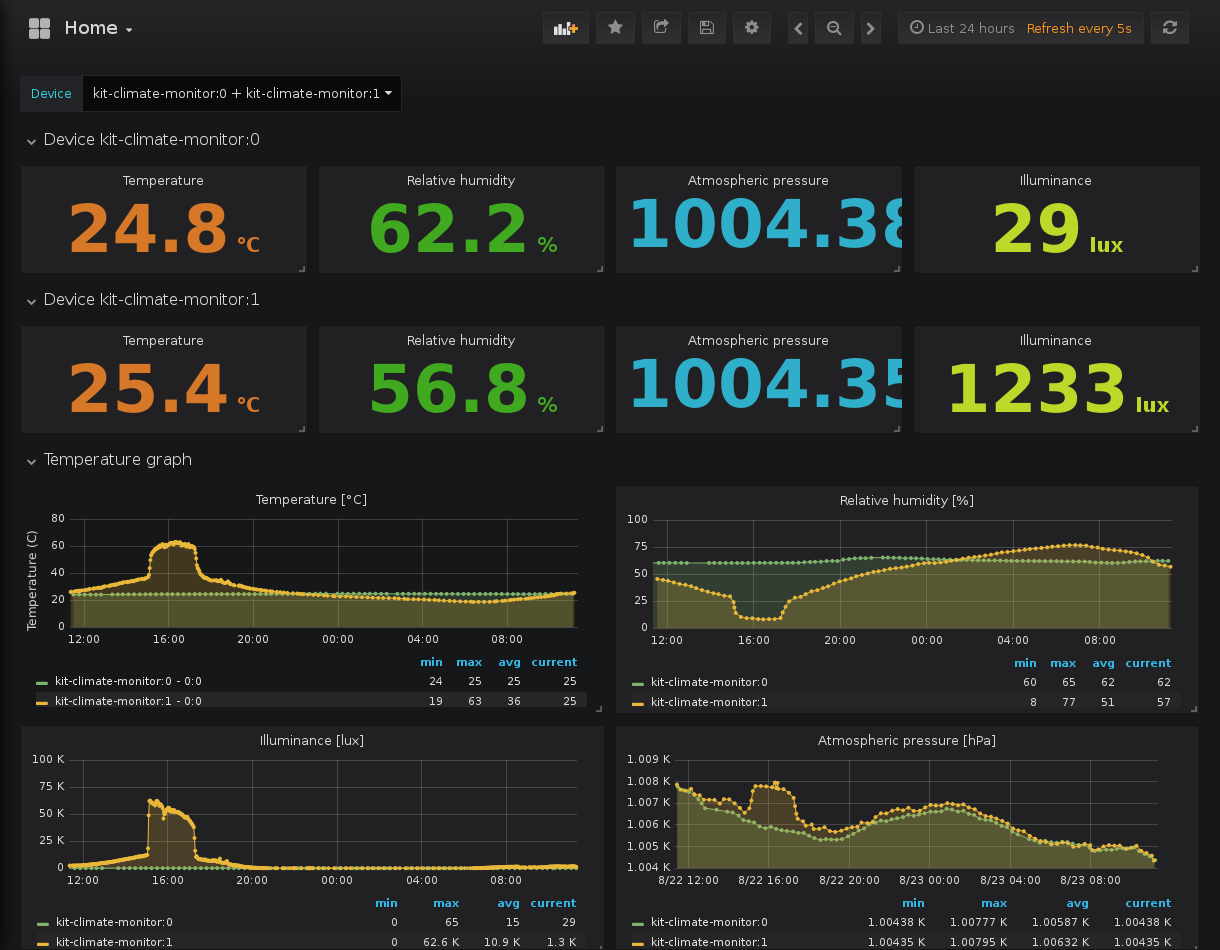 Home
Last 24 hours Refresh every 5s
Device kit-climate-monitor:0 + kit-climate-monitor:1
Device kit-climate-monitor:0
Temperature Relative humidity Atmospheric pressure Illuminance
24.8 °C 62.2 % 1004.38 29 lux
Device kit-climate-monitor:1
Temperature Relative humidity Atmospheric pressure Illuminance
25.4 °C 56.8 % 1004.35 1233 lux
Temperature graph
Temperature [°C]
Temperature (C)
80
60
40
20
0
12:00 16:00 20:00 00:00 04:00 08:00
min max avg current
kit-climate-monitor:0 - 0:0 24 25 25 25
kit-climate-monitor:1 - 0:0 19 63 36 25
Relative humidity [%]
100
75
50
25
0
12:00 16:00 20:00 00:00 04:00 08:00
min max avg current
kit-climate-monitor:0 60 65 62 62
kit-climate-monitor:1 8 77 51 57
Illuminance [lux]
100 K
75 K
50 K
25 K
0
12:00 16:00 20:00 00:00 04:00 08:00
min max avg current
kit-climate-monitor:0 0 65 15 29
kit-climate-monitor:1 0 62.6 K 10.9 K 1.3 K
Atmospheric pressure [hPa]
1.009 K
1.008 K
1.007 K
1.006 K
1.005 K
1.004 K
8/22 12:00 8/22 16:00 8/22 20:00 8/23 00:00 8/23 04:00 8/23 08:00
min max avg current
kit-climate-monitor:0 1.00438 K 1.00777 K 1.00587 K 1.00438 K
kit-climate-monitor:1 1.00435 K 1.00795 K 1.00632 K 1.00435 K